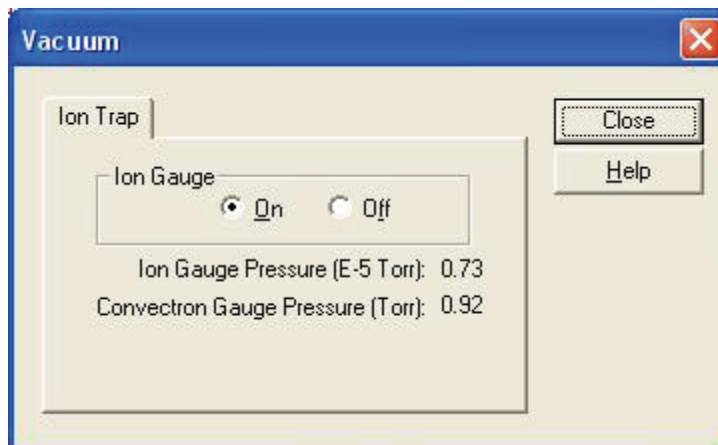 Vacuum
Ion Trap
Close
Help
Ion Gauge
On Off
Ion Gauge Pressure (E-5 Torr): 0.73
Convectron Gauge Pressure (Torr): 0.92